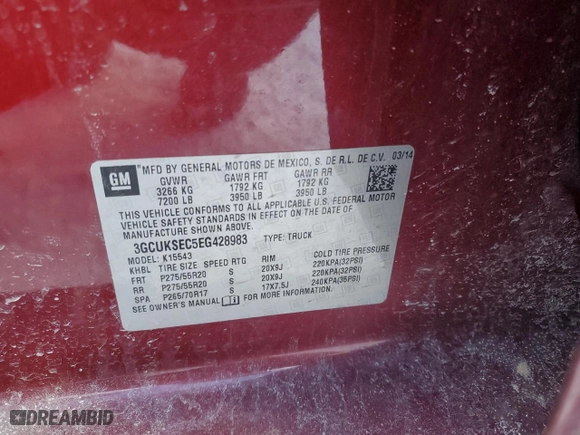 GM
MFD BY GENERAL MOTORS DE MEXICO, S. DE R.L. DE C.V. 03/14
GVWR GAWR FRT GAWR RR
3266 KG 1792 KG 1792 KG
7200 LB 3950 LB 3950 LB
THIS VEHICLE CONFORMS TO ALL APPLICABLE U.S. FEDERAL MOTOR
VEHICLE SAFETY STANDARDS IN EFFECT ON THE DATE OF
MANUFACTURE SHOWN ABOVE.
3GCUKSEC5EG428983 TYPE: TRUCK
MODEL: K15543
KHBL TIRE SIZE SPEED RTG RIM COLD TIRE PRESSURE
FRT P275/55R20 S 20X9J 220KPA(32PSI)
RR P275/55R20 S 20X9J 220KPA(32PSI)
SPA P265/70R17 S 17X7.5J 240KPA(35PSI)
SEE OWNER'S MANUAL FOR MORE INFORMATION
DREAMBID